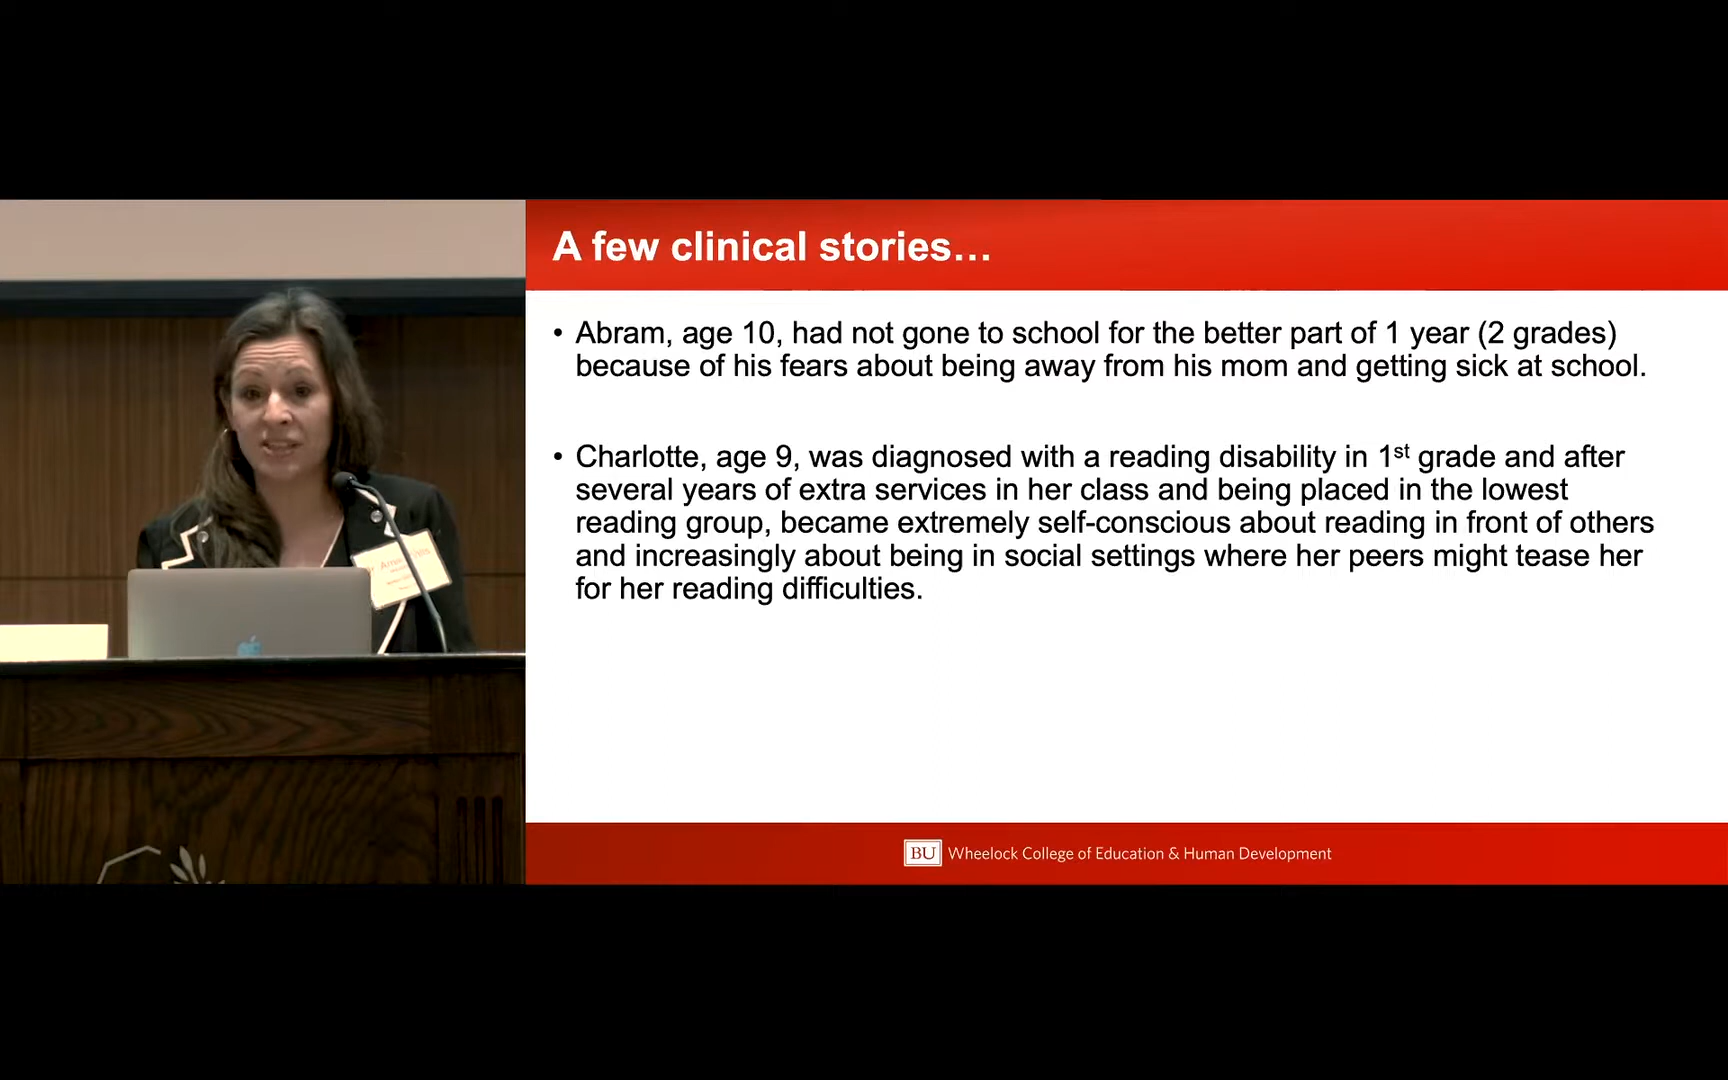 A few clinical stories…
• Abram, age 10, had not gone to school for the better part of 1 year (2 grades)
because of his fears about being away from his mom and getting sick at school.
• Charlotte, age 9, was diagnosed with a reading disability in 1st grade and after
several years of extra services in her class and being placed in the lowest
reading group, became extremely self-conscious about reading in front of others
and increasingly about being in social settings where her peers might tease her
for her reading difficulties.
BU Wheelock College of Education & Human Development